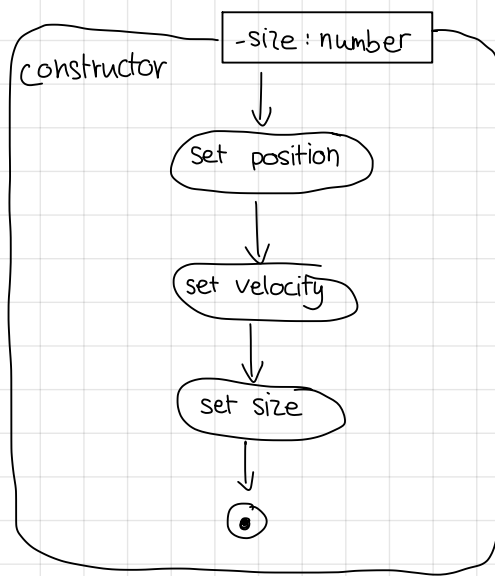 -size : number
constructor
set position
set velocity
set size